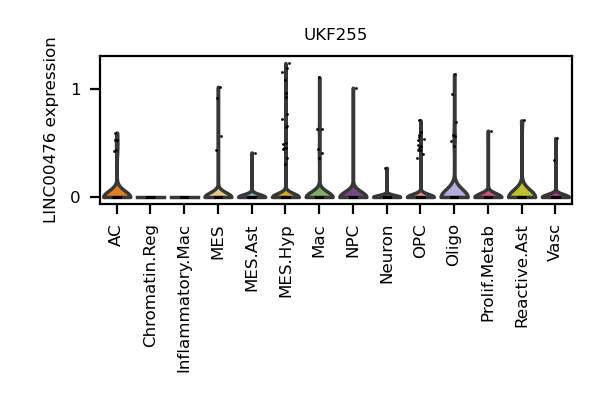 UKF255
LINC00476 expression
1
0
AC
Chromatin.Reg
Inflammatory.Mac
MES
MES.Ast
MES.Hyp
Mac
NPC
Neuron
OPC
Oligo
Prolif.Metab
Reactive.Ast
Vasc